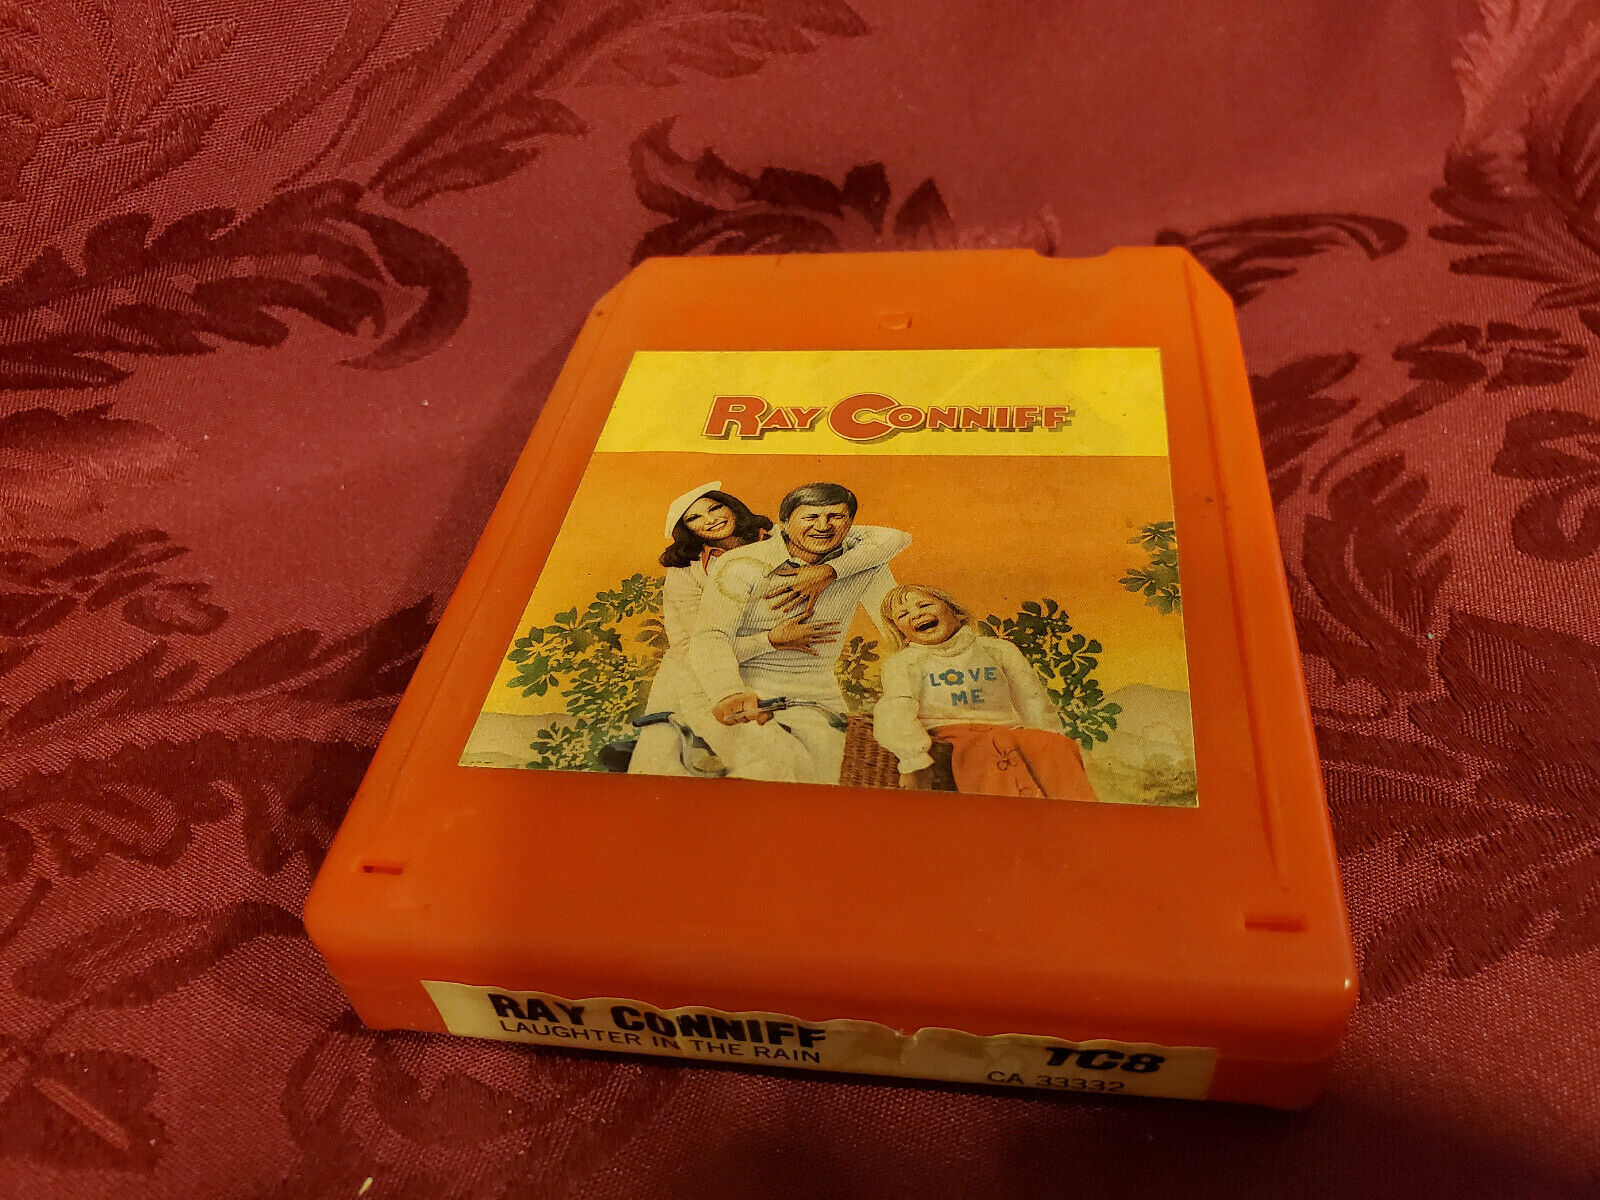 RAY CONNIFF
LOVE
ME
RAY CONNIFF
LAUGHTER IN THE RAIN
TC8
CA 33332